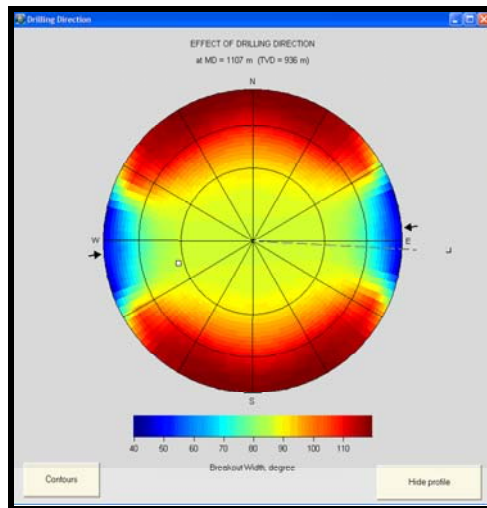 Drilling Direction
EFFECT OF DRILLING DIRECTION
at MD = 1107 m (TVD = 936 m)
N
W
E
S
40 50 60 70 80 90 100 110
Breakout Width, degree
Contours
Hide profile